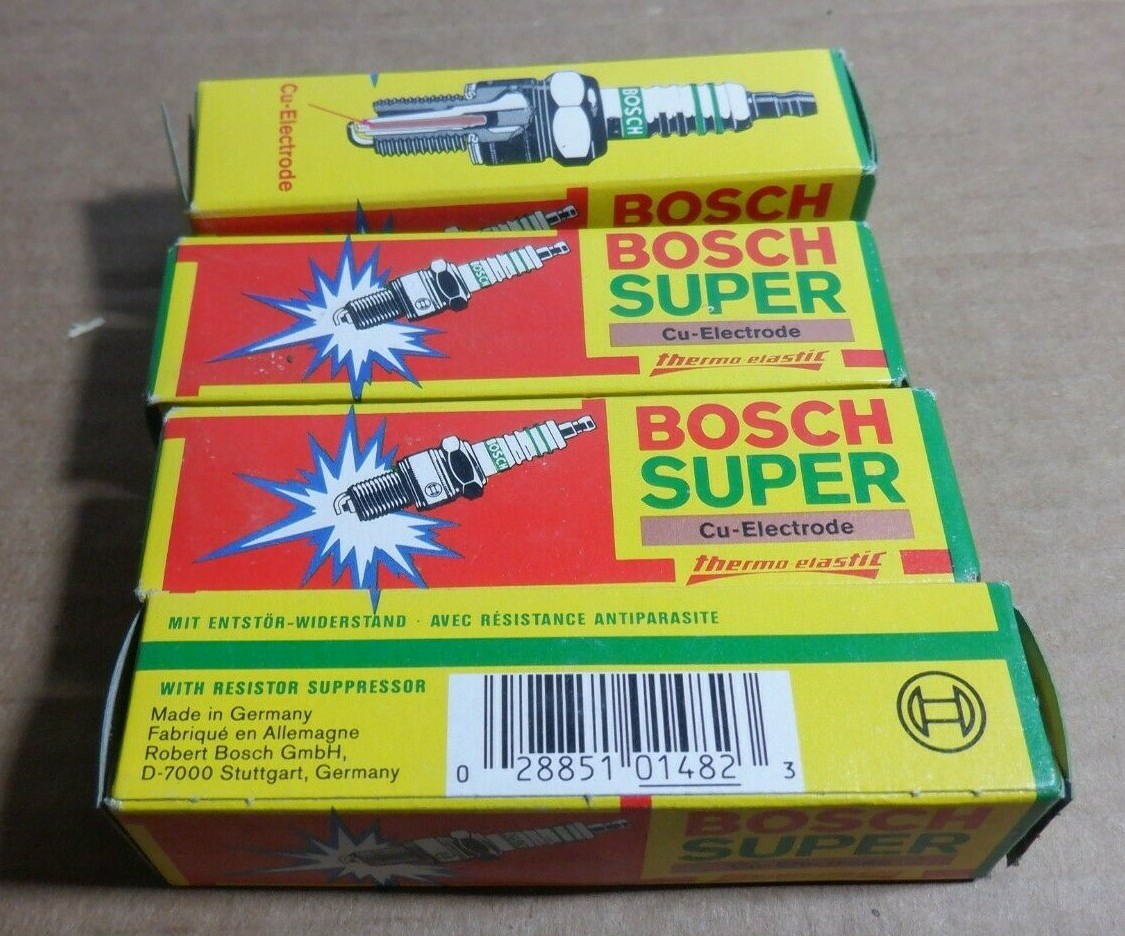 Cu-Electrode
BOSCH
BOSCH
BOSCH
SUPER
Cu-Electrode
thermo elastic
BOSCH
BOSCH
SUPER
Cu-Electrode
thermo elastic
BOSCH
MIT ENTSTÖR-WIDERSTAND · AVEC RÉSISTANCE ANTIPARASITE
WITH RESISTOR SUPPRESSOR
Made in Germany
Fabriqué en Allemagne
Robert Bosch GmbH,
D-7000 Stuttgart, Germany
0 28851 01482 3
BOSCH
SUPER